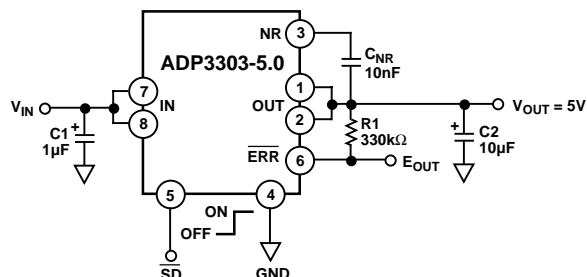 3
NR
ADP3303-5.0
C_NR
10nF
7
1
V_IN
IN
OUT
V_OUT = 5V
8
2
C1
+
1µF
R1
330kΩ
+
C2
10µF
ERR
6
E_OUT
5
4
ON
OFF
SD
GND